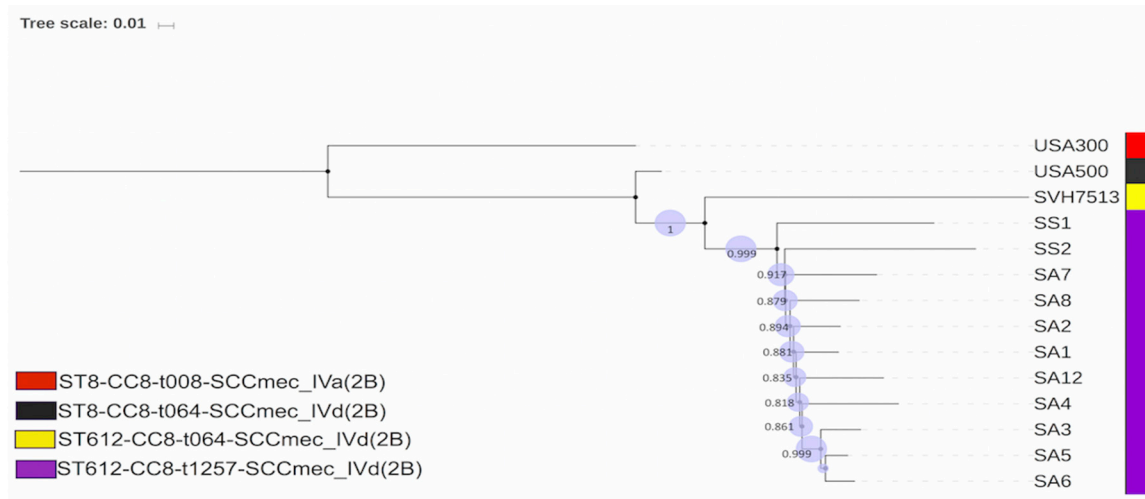 Tree scale: 0.01
USA300
USA500
SVH7513
1
SS1
0.999
SS2
0.917
SA7
0.879
SA8
0.894
SA2
0.881
SA1
0.835
SA12
0.818
SA4
0.861
SA3
0.999
SA5
SA6
ST8-CC8-t008-SCCmec_IVa(2B)
ST8-CC8-t064-SCCmec_IVd(2B)
ST612-CC8-t064-SCCmec_IVd(2B)
ST612-CC8-t1257-SCCmec_IVd(2B)